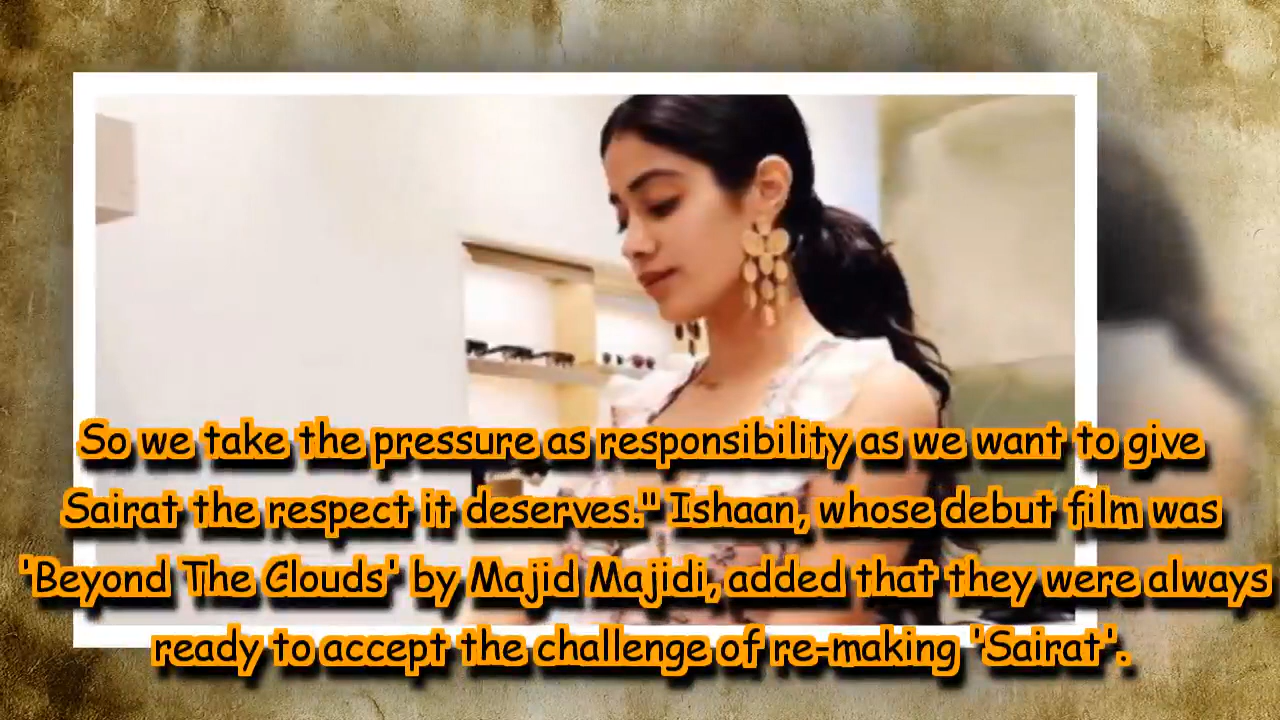 So we take the pressure as responsibility as we want to give
Sairat the respect it deserves." Ishaan, whose debut film was
'Beyond The Clouds' by Majid Majidi, added that they were always
ready to accept the challenge of re-making 'Sairat'.